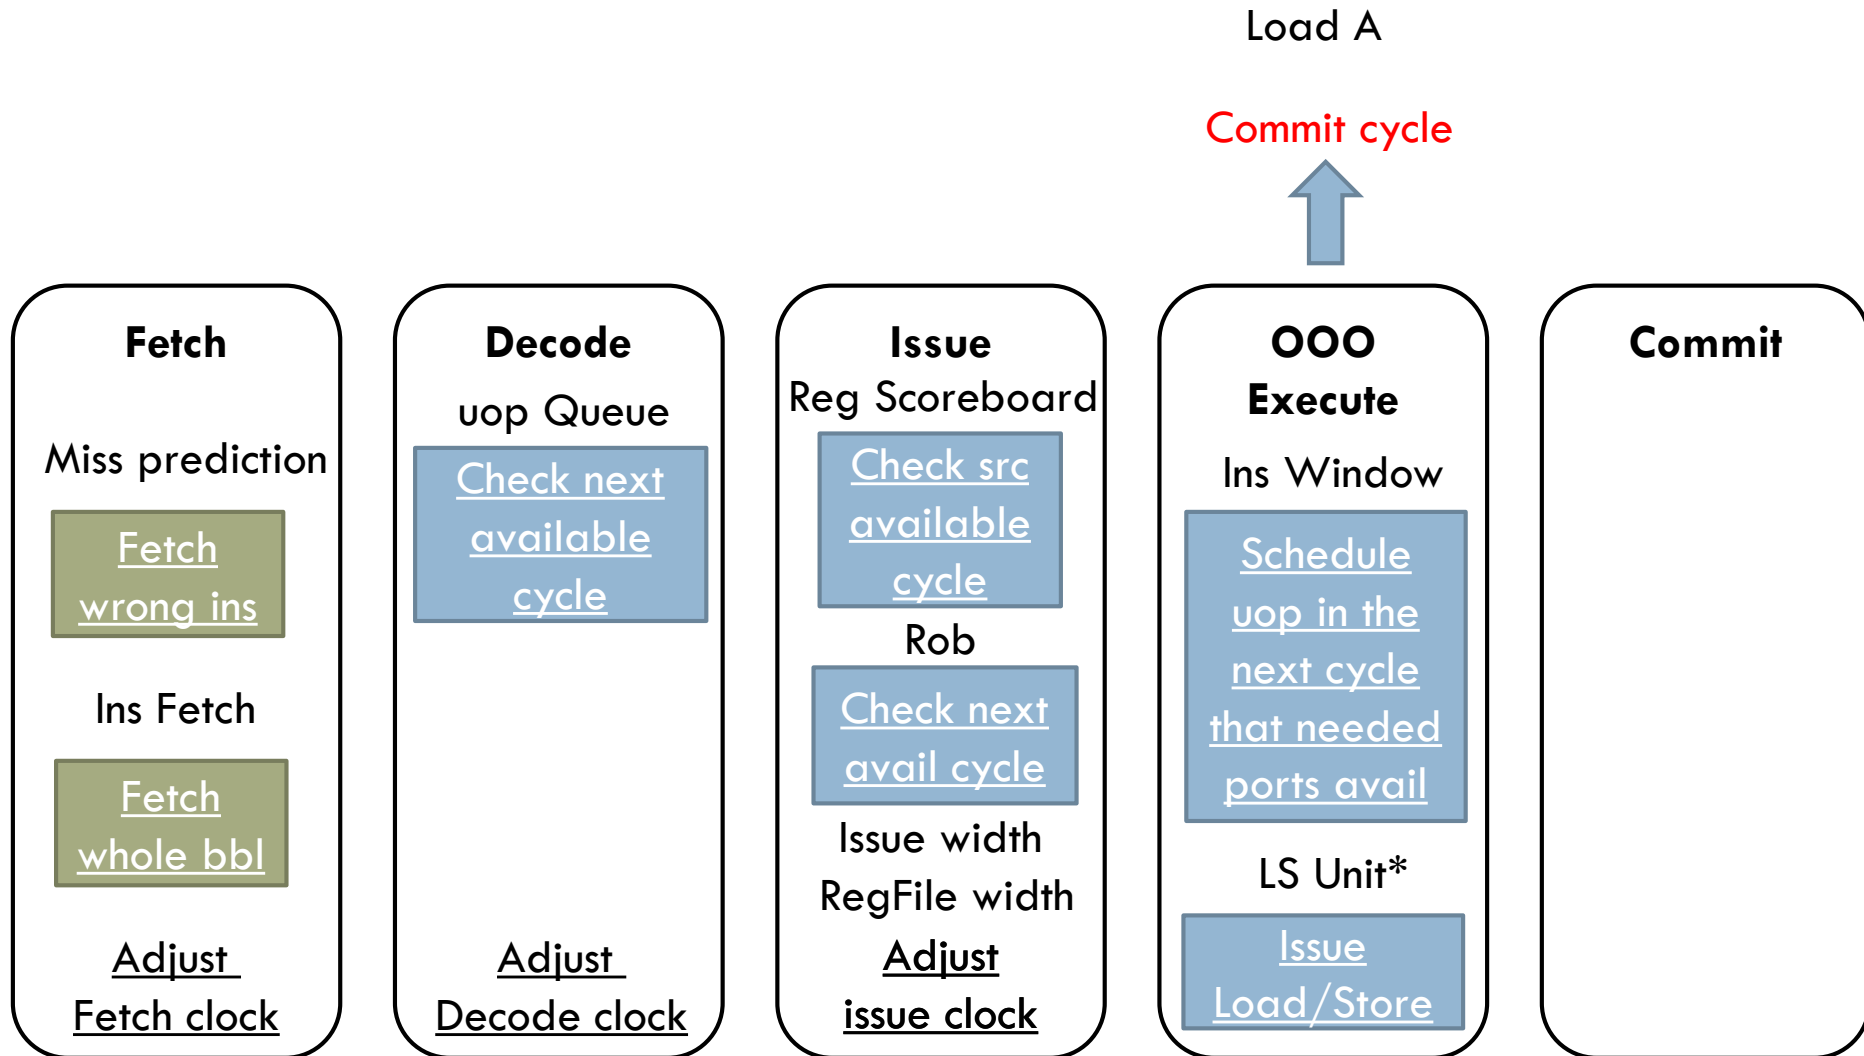 Load A
Commit cycle
Fetch
Miss prediction
Fetch
wrong ins
Ins Fetch
Fetch
whole bbl
Adjust
Fetch clock
Decode
uop Queue
Check next
available
cycle
Adjust
Decode clock
Issue
Reg Scoreboard
Check src
available
cycle
Rob
Check next
avail cycle
Issue width
RegFile width
Adjust
issue clock
OOO
Execute
Ins Window
Schedule
uop in the
next cycle
that needed
ports avail
LS Unit*
Issue
Load/Store
Commit